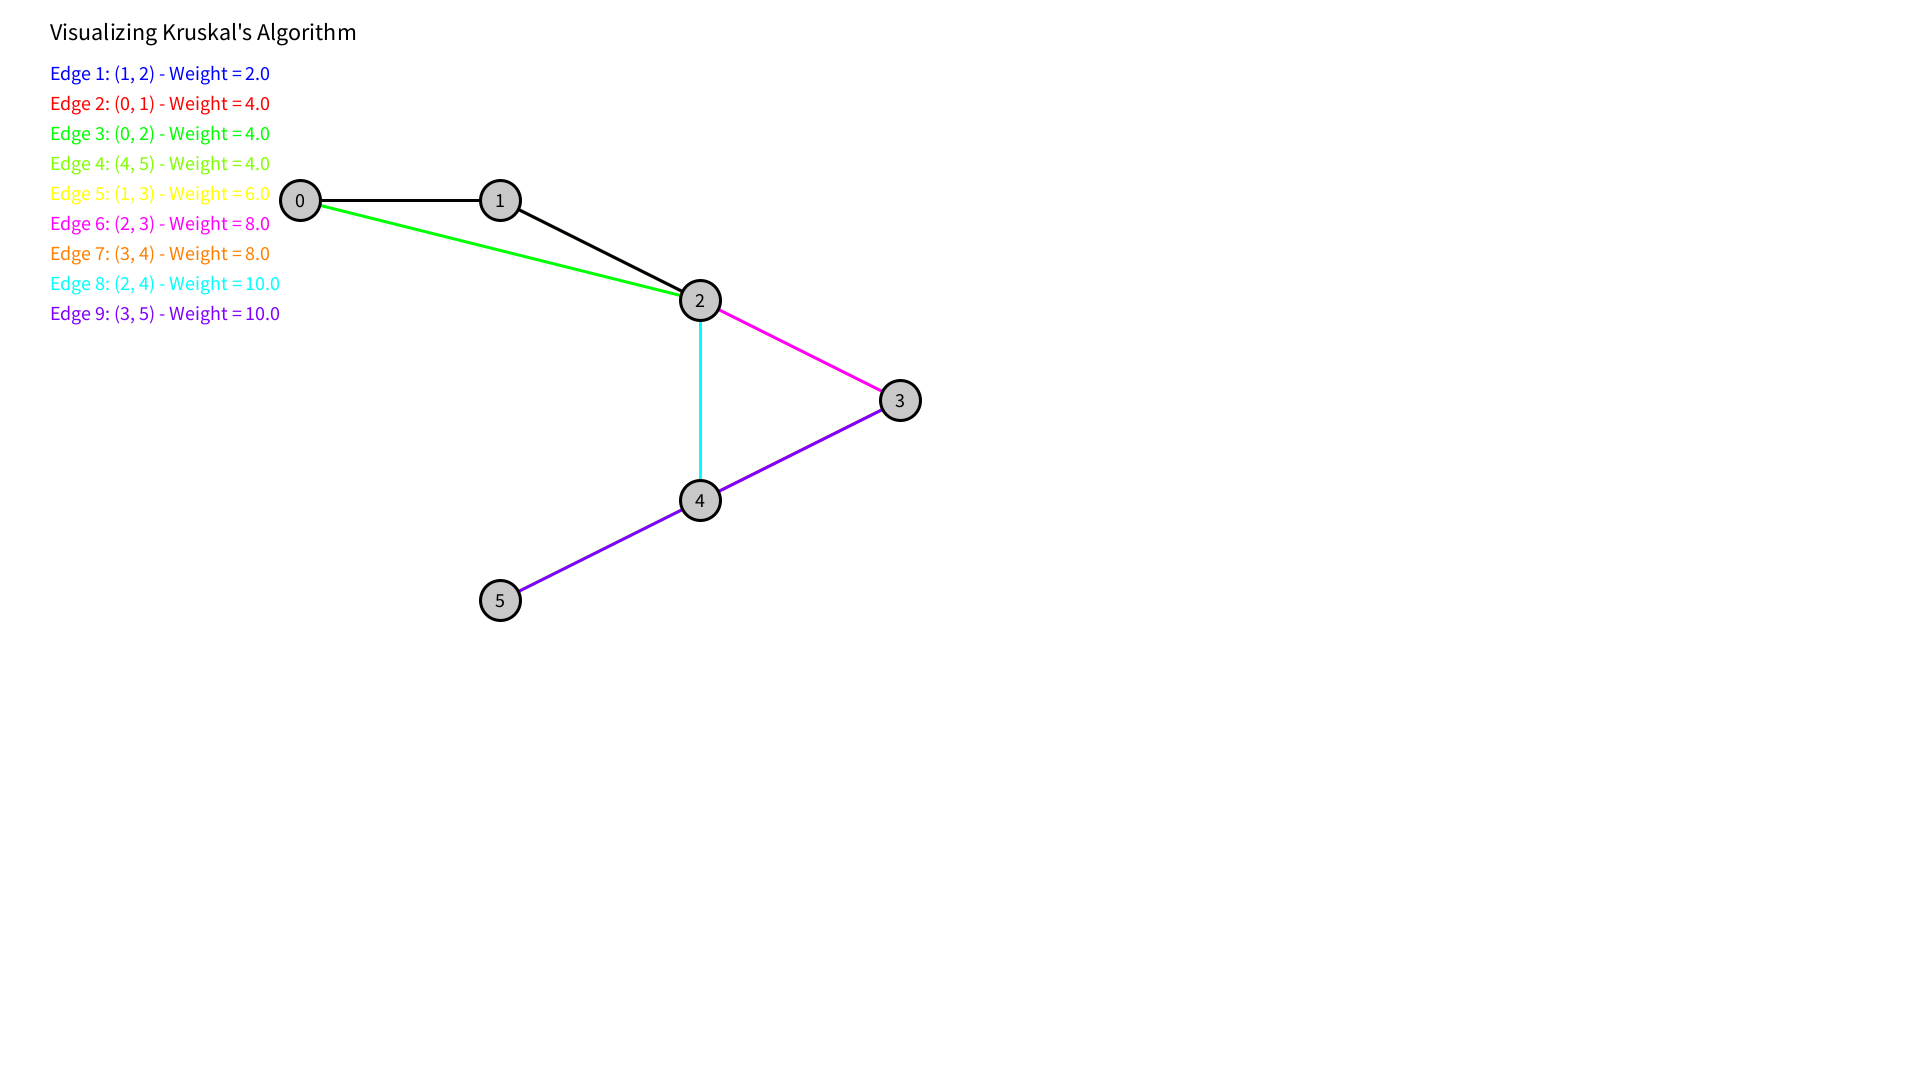 Visualizing Kruskal's Algorithm
Edge 1: (1, 2) - Weight = 2.0
Edge 2: (0, 1) - Weight = 4.0
Edge 3: (0, 2) - Weight = 4.0
Edge 4: (4, 5) - Weight = 4.0
Edge 5: (1, 3) - Weight = 6.0
0
1
Edge 6: (2, 3) - Weight = 8.0
Edge 7: (3, 4) - Weight = 8.0
Edge 8: (2, 4) - Weight = 10.0
2
Edge 9: (3, 5) - Weight = 10.0
3
4
5